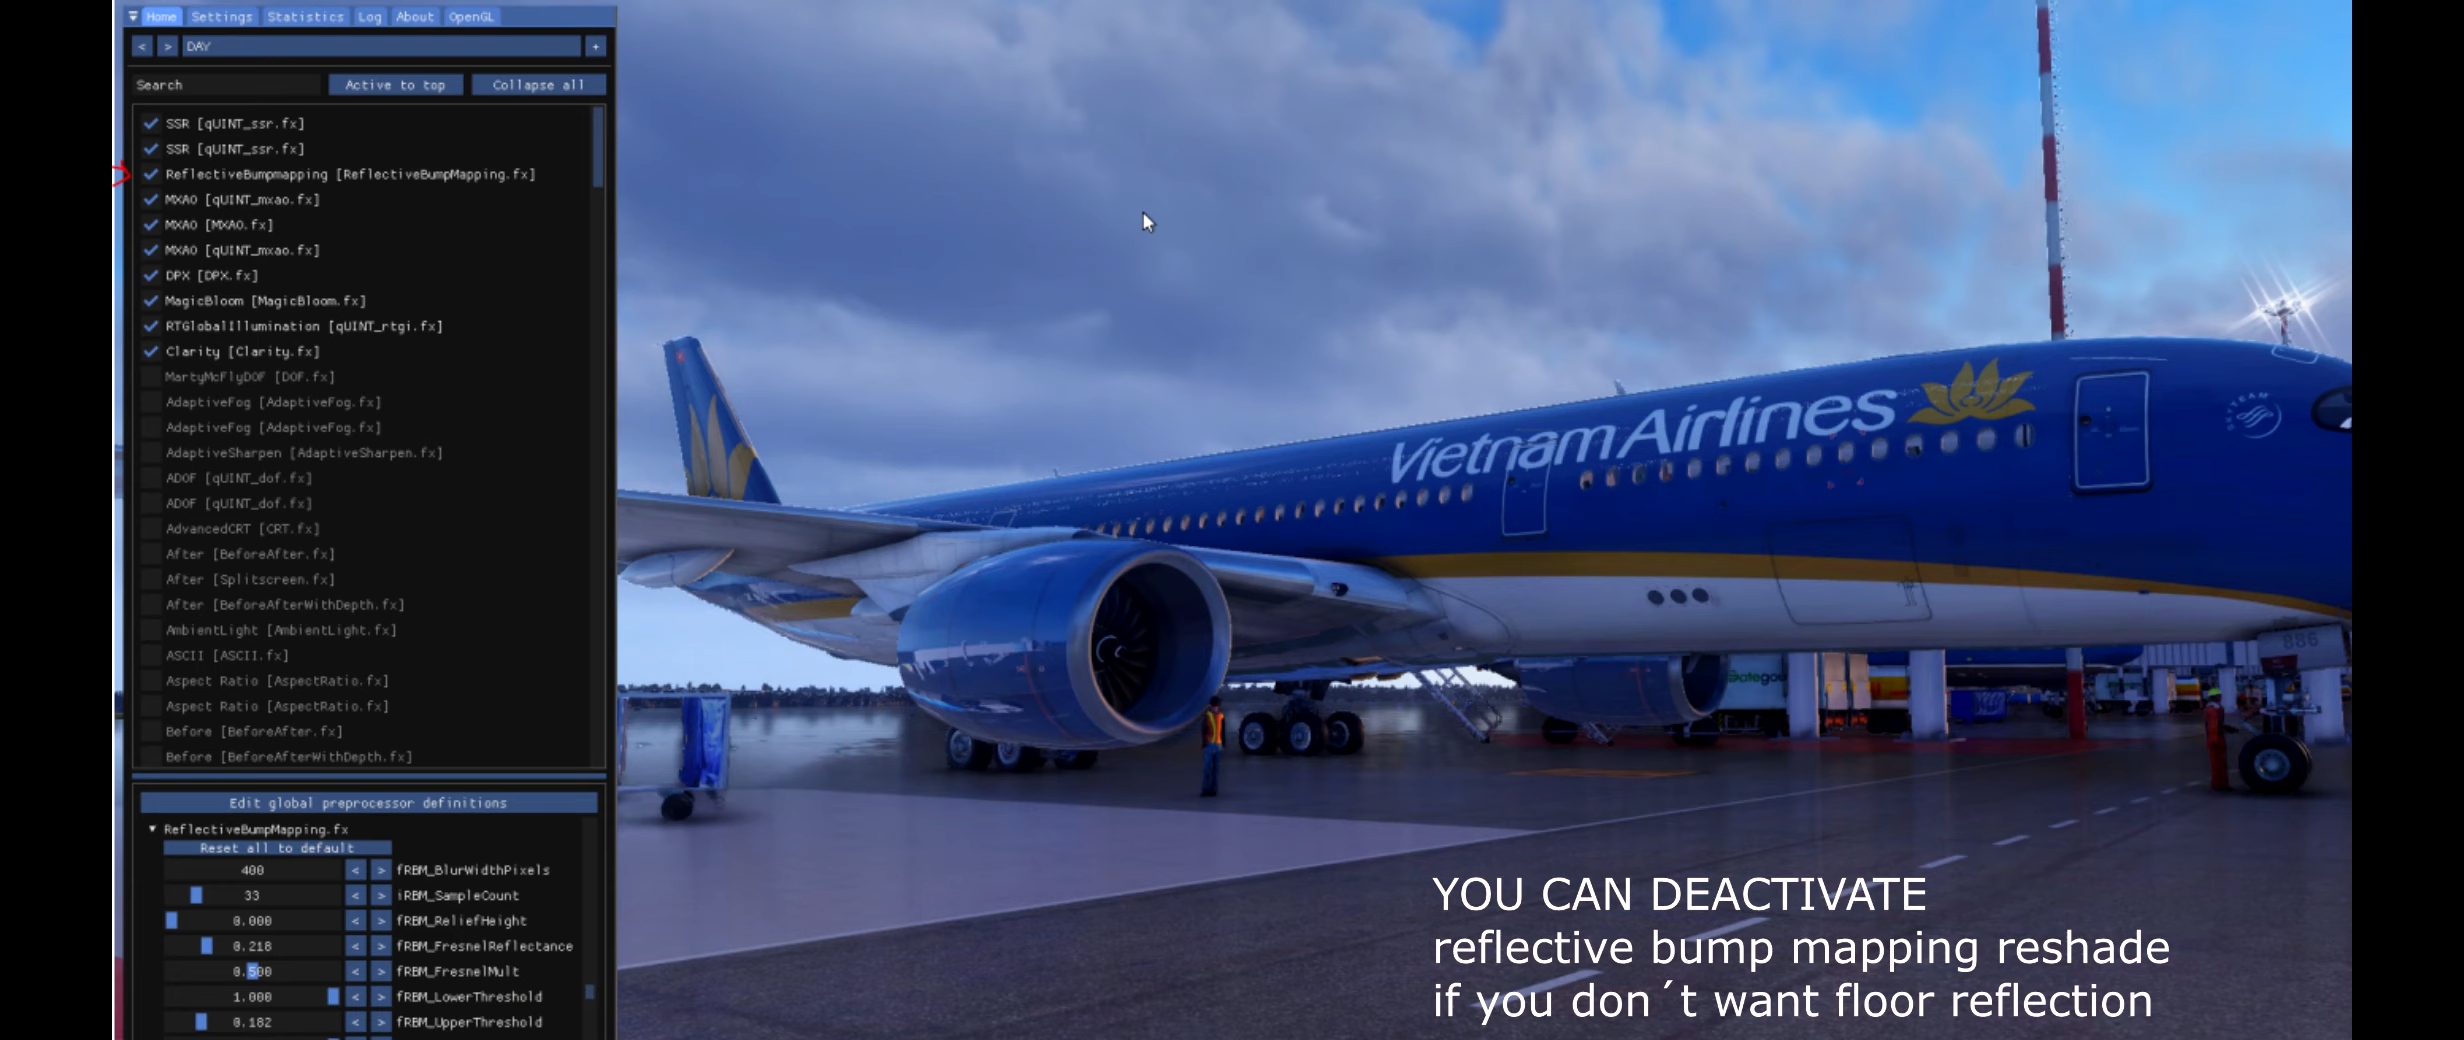 Home Settings Statistics Log About OpenGL
< > DAY +
Search Active to top Collapse all
SSR [qUINT_ssr.fx]
SSR [qUINT_ssr.fx]
ReflectiveBumpmapping [ReflectiveBumpMapping.fx]
MXAO [qUINT_mxao.fx]
MXAO [MXAO.fx]
MXAO [qUINT_mxao.fx]
DPX [DPX.fx]
MagicBloom [MagicBloom.fx]
RTGlobalIllumination [qUINT_rtgi.fx]
Clarity [Clarity.fx]
MartyMcFlyDOF [DOF.fx]
AdaptiveFog [AdaptiveFog.fx]
AdaptiveFog [AdaptiveFog.fx]
AdaptiveSharpen [AdaptiveSharpen.fx]
ADOF [qUINT_dof.fx]
ADOF [qUINT_dof.fx]
AdvancedCRT [CRT.fx]
After [BeforeAfter.fx]
After [Splitscreen.fx]
After [BeforeAfterWithDepth.fx]
AmbientLight [AmbientLight.fx]
ASCII [ASCII.fx]
Aspect Ratio [AspectRatio.fx]
Aspect Ratio [AspectRatio.fx]
Before [BeforeAfter.fx]
Before [BeforeAfterWithDepth.fx]
Edit global preprocessor definitions
ReflectiveBumpMapping.fx
Reset all to default
400 < > fRBM_BlurWidthPixels
33 < > iRBM_SampleCount
0.000 < > fRBM_ReliefHeight
0.218 < > fRBM_FresnelReflectance
0.500 < > fRBM_FresnelMult
1.000 < > fRBM_LowerThreshold
0.182 < > fRBM_UpperThreshold
Vietnam Airlines
SKYTEAM
886
YOU CAN DEACTIVATE
reflective bump mapping reshade
if you don´t want floor reflection